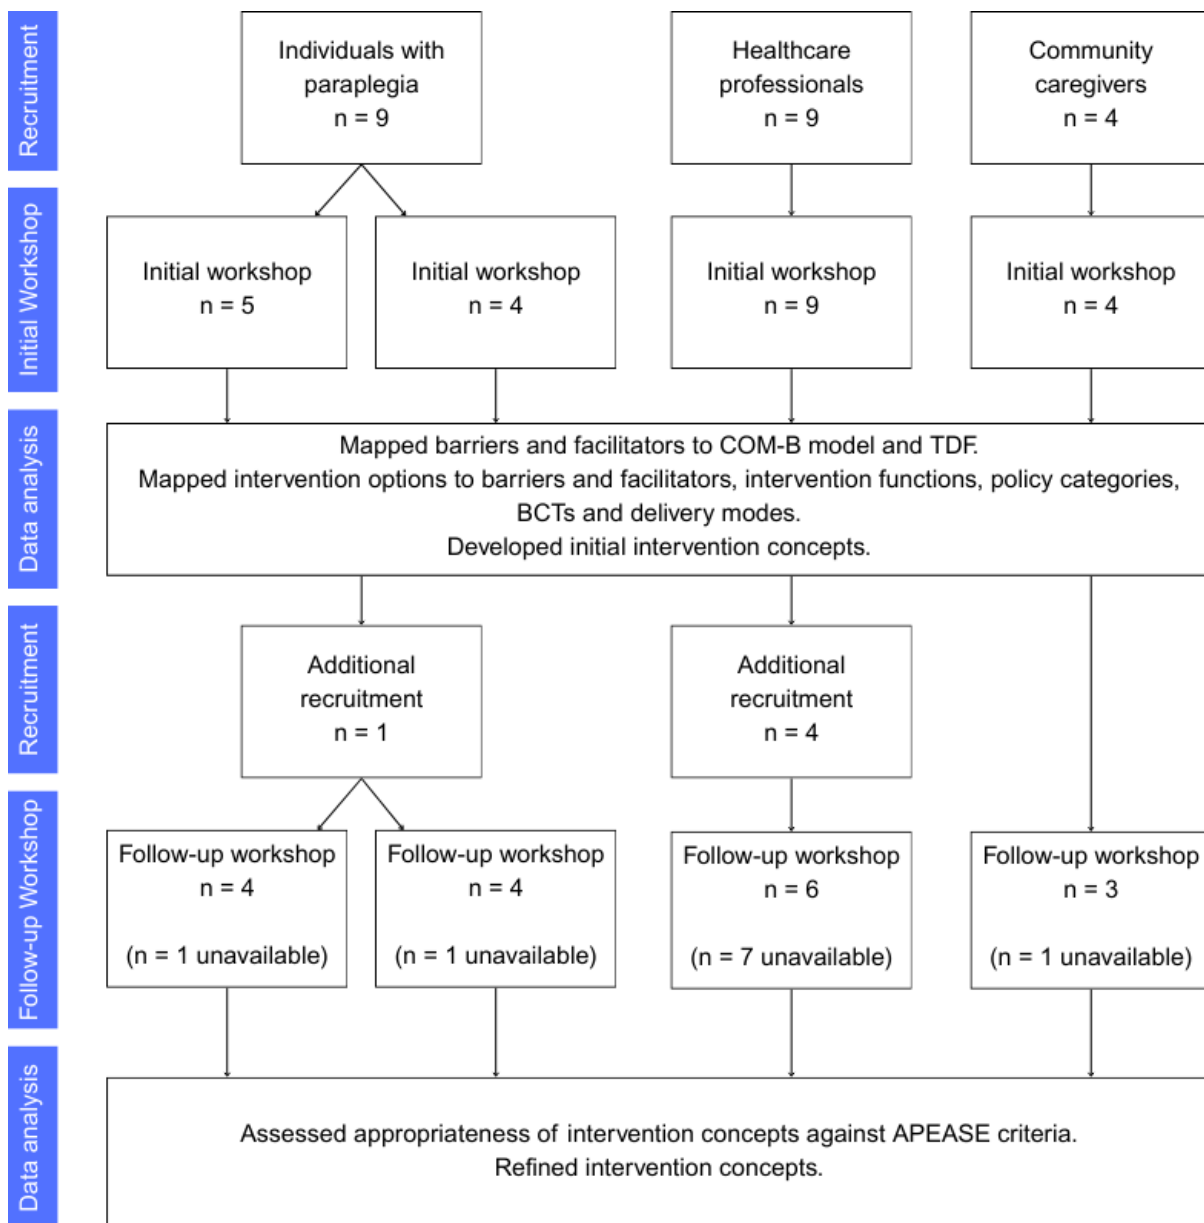 Recruitment
Individuals with
paraplegia
n = 9
Healthcare
professionals
n = 9
Community
caregivers
n = 4
Initial Workshop
Initial workshop
n = 5
Initial workshop
n = 4
Initial workshop
n = 9
Initial workshop
n = 4
Data analysis
Mapped barriers and facilitators to COM-B model and TDF.
Mapped intervention options to barriers and facilitators, intervention functions, policy categories,
BCTs and delivery modes.
Developed initial intervention concepts.
Recruitment
Additional
recruitment
n = 1
Additional
recruitment
n = 4
Follow-up Workshop
Follow-up workshop
n = 4
(n = 1 unavailable)
Follow-up workshop
n = 4
(n = 1 unavailable)
Follow-up workshop
n = 6
(n = 7 unavailable)
Follow-up workshop
n = 3
(n = 1 unavailable)
Data analysis
Assessed appropriateness of intervention concepts against APEASE criteria.
Refined intervention concepts.